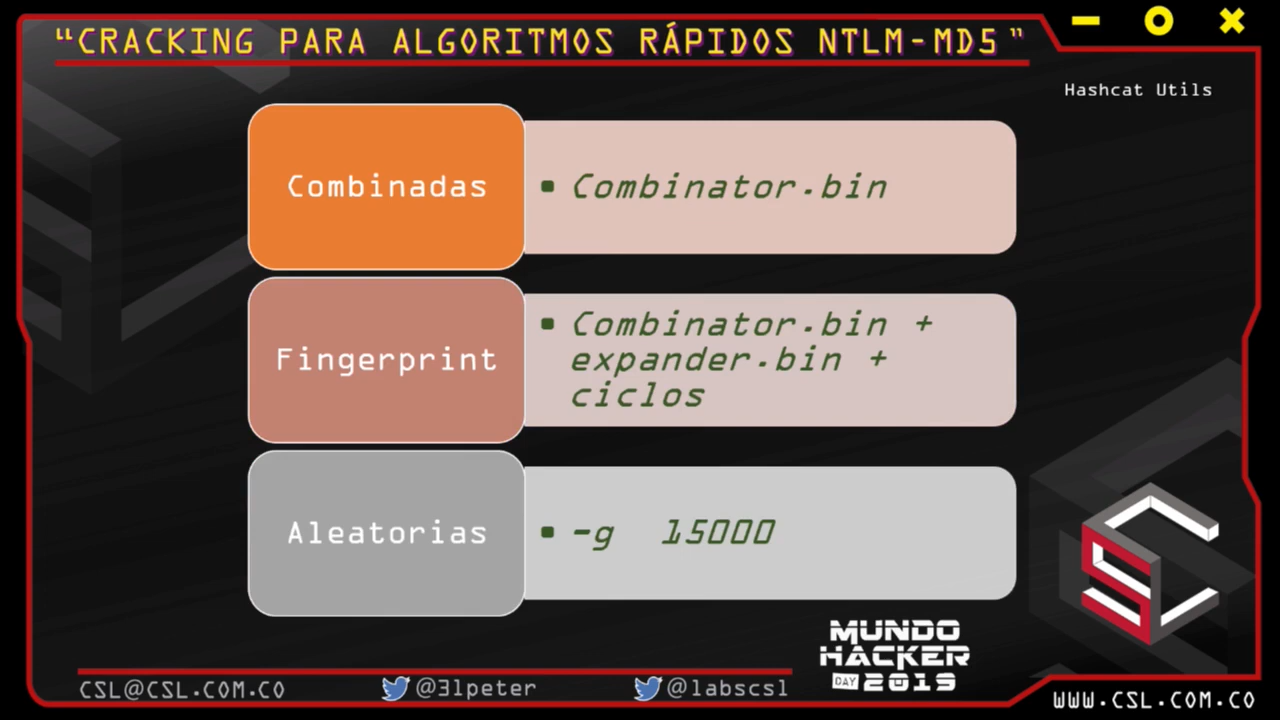 “CRACKING PARA ALGORITMOS RÁPIDOS NTLM-MD5”
Hashcat Utils
Combinadas
▪ Combinator.bin
Fingerprint
▪ Combinator.bin +
expander.bin +
ciclos
Aleatorias
▪ -g 15000
MUNDO
HACKER
DAY 2019
CSL@CSL.COM.CO
@3lpeter
@labscsl
WWW.CSL.COM.CO